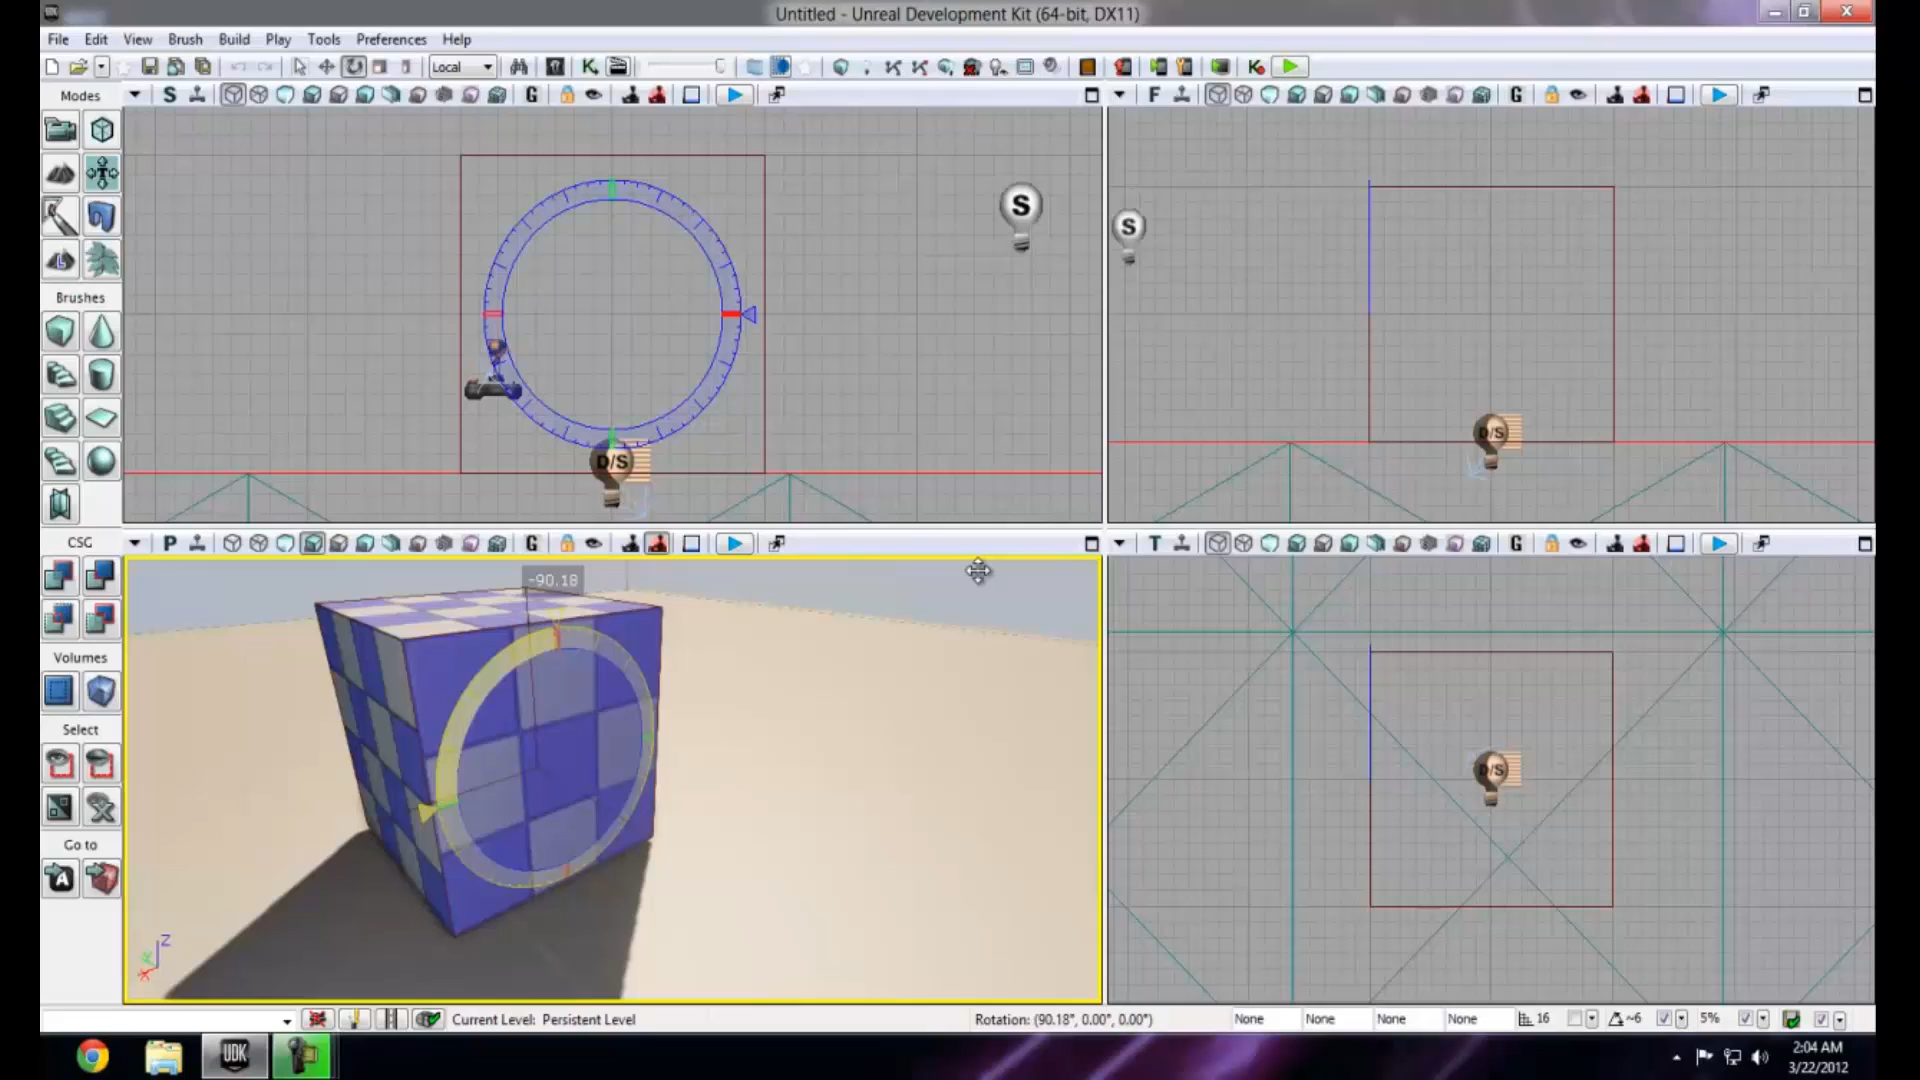 Untitled - Unreal Development Kit (64-bit, DX11)
File Edit View Brush Build Play Tools Preferences Help
Local
Modes
S G
F G
S
S
D/S
D/S
Brushes
CSG
P G
T G
-90.18
Volumes
Select
D/S
Go to
A
Z
X
Current Level: Persistent Level
Rotation: (90.18°, 0.00°, 0.00°)
None None None None 16 ~6 5%
UDK
2:04 AM
3/22/2012